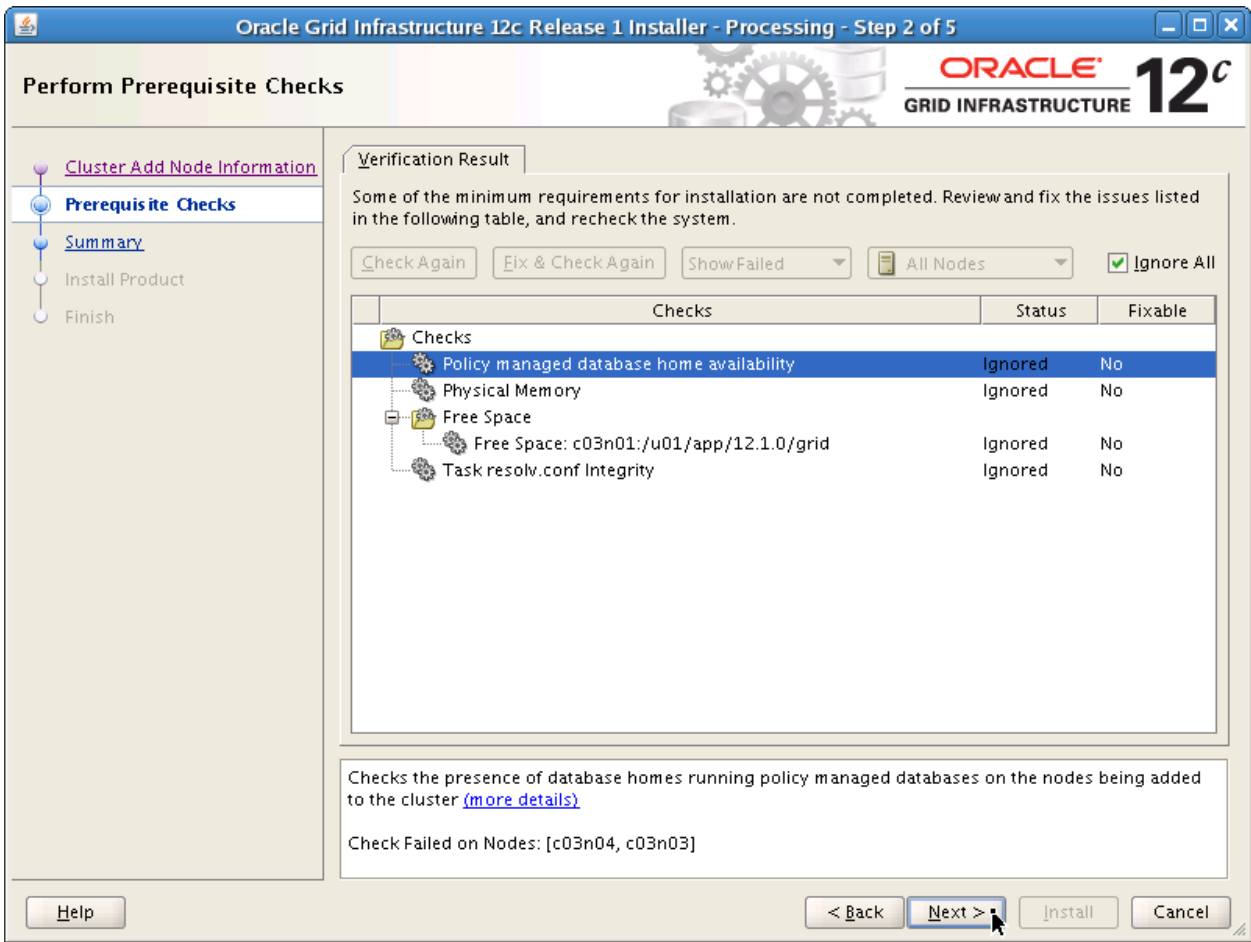 Oracle Grid Infrastructure 12c Release 1 Installer - Processing - Step 2 of 5
Perform Prerequisite Checks
ORACLE
GRID INFRASTRUCTURE
12c
Cluster Add Node Information
Prerequisite Checks
Summary
Install Product
Finish
Verification Result
Some of the minimum requirements for installation are not completed. Review and fix the issues listed
in the following table, and recheck the system.
Check Again
Fix & Check Again
Show Failed
All Nodes
Ignore All
Checks Status Fixable
Checks
Policy managed database home availability Ignored No
Physical Memory Ignored No
Free Space
Free Space: c03n01:/u01/app/12.1.0/grid Ignored No
Task resolv.conf Integrity Ignored No
Checks the presence of database homes running policy managed databases on the nodes being added
to the cluster (more details)
Check Failed on Nodes: [c03n04, c03n03]
Help
< Back
Next >
Install
Cancel